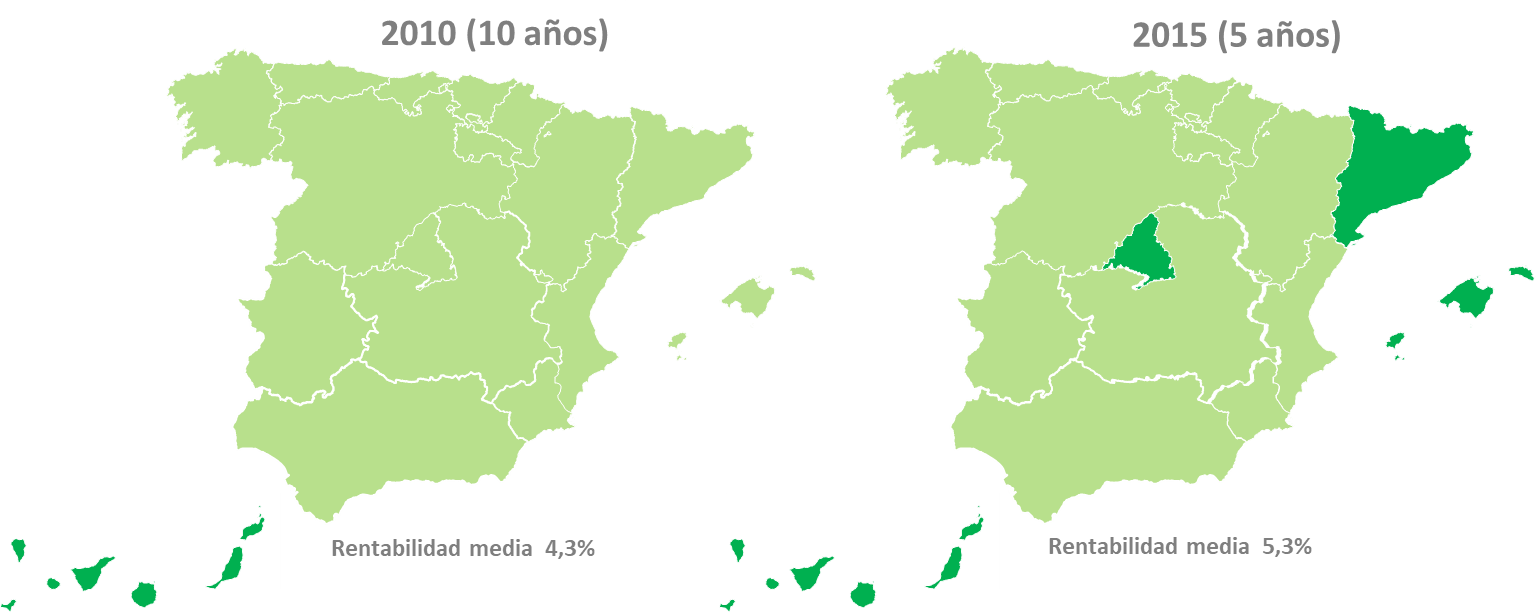 2010 (10 años)
2015 (5 años)
Rentabilidad media 4,3%
Rentabilidad media 5,3%